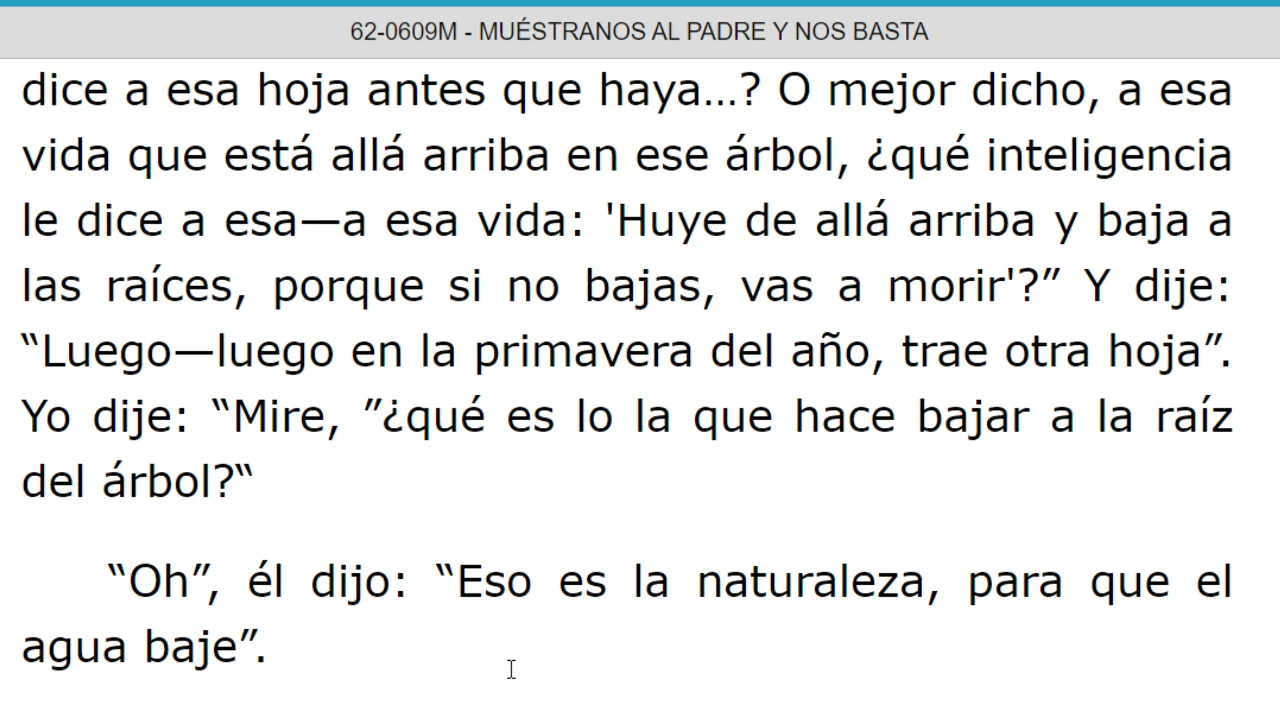 62-0609M - MUÉSTRANOS AL PADRE Y NOS BASTA
dice a esa hoja antes que haya...? O mejor dicho, a esa
vida que está allá arriba en ese árbol, ¿qué inteligencia
le dice a esa—a esa vida: 'Huye de allá arriba y baja a
las raíces, porque si no bajas, vas a morir'?” Y dije:
“Luego—luego en la primavera del año, trae otra hoja”.
Yo dije: “Mire, ”¿qué es lo la que hace bajar a la raíz
del árbol?“
“Oh”, él dijo: “Eso es la naturaleza, para que el
agua baje”.